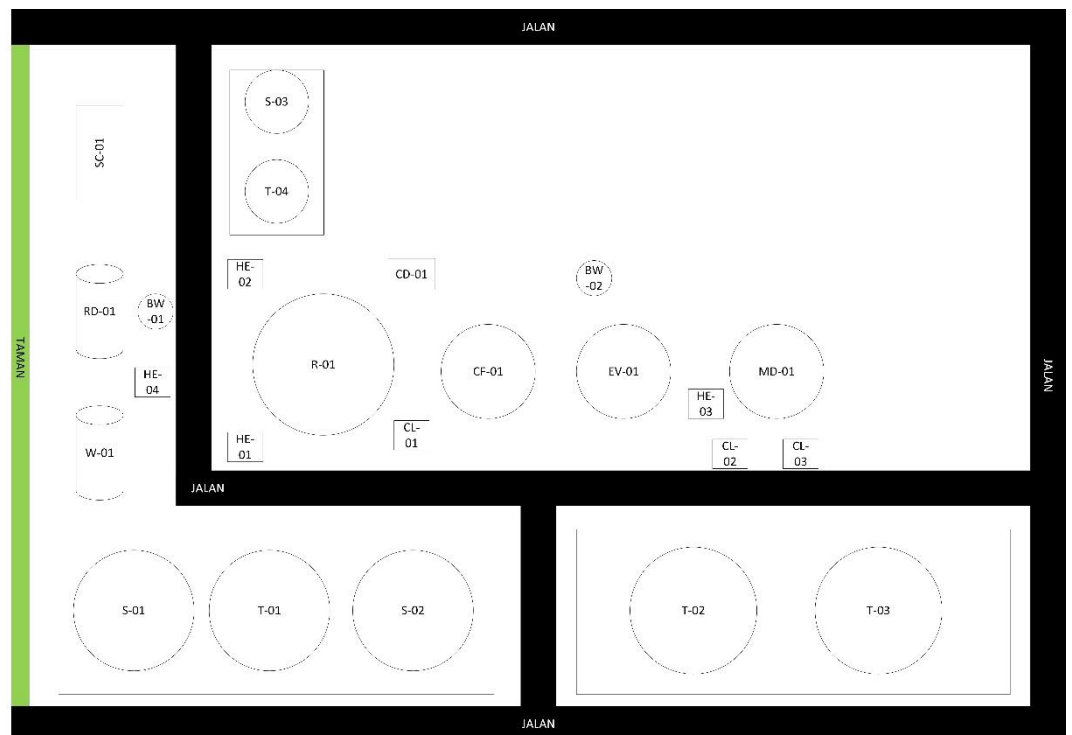 JALAN
S-03
SC-01
T-04
HE-
02
CD-01
BW
-02
RD-01
BW
-01
TAMAN
HE-
04
R-01
CF-01
EV-01
MD-01
JALAN
HE-
03
CL-
01
HE-
01
W-01
CL-
02
CL-
03
JALAN
S-01
T-01
S-02
T-02
T-03
JALAN